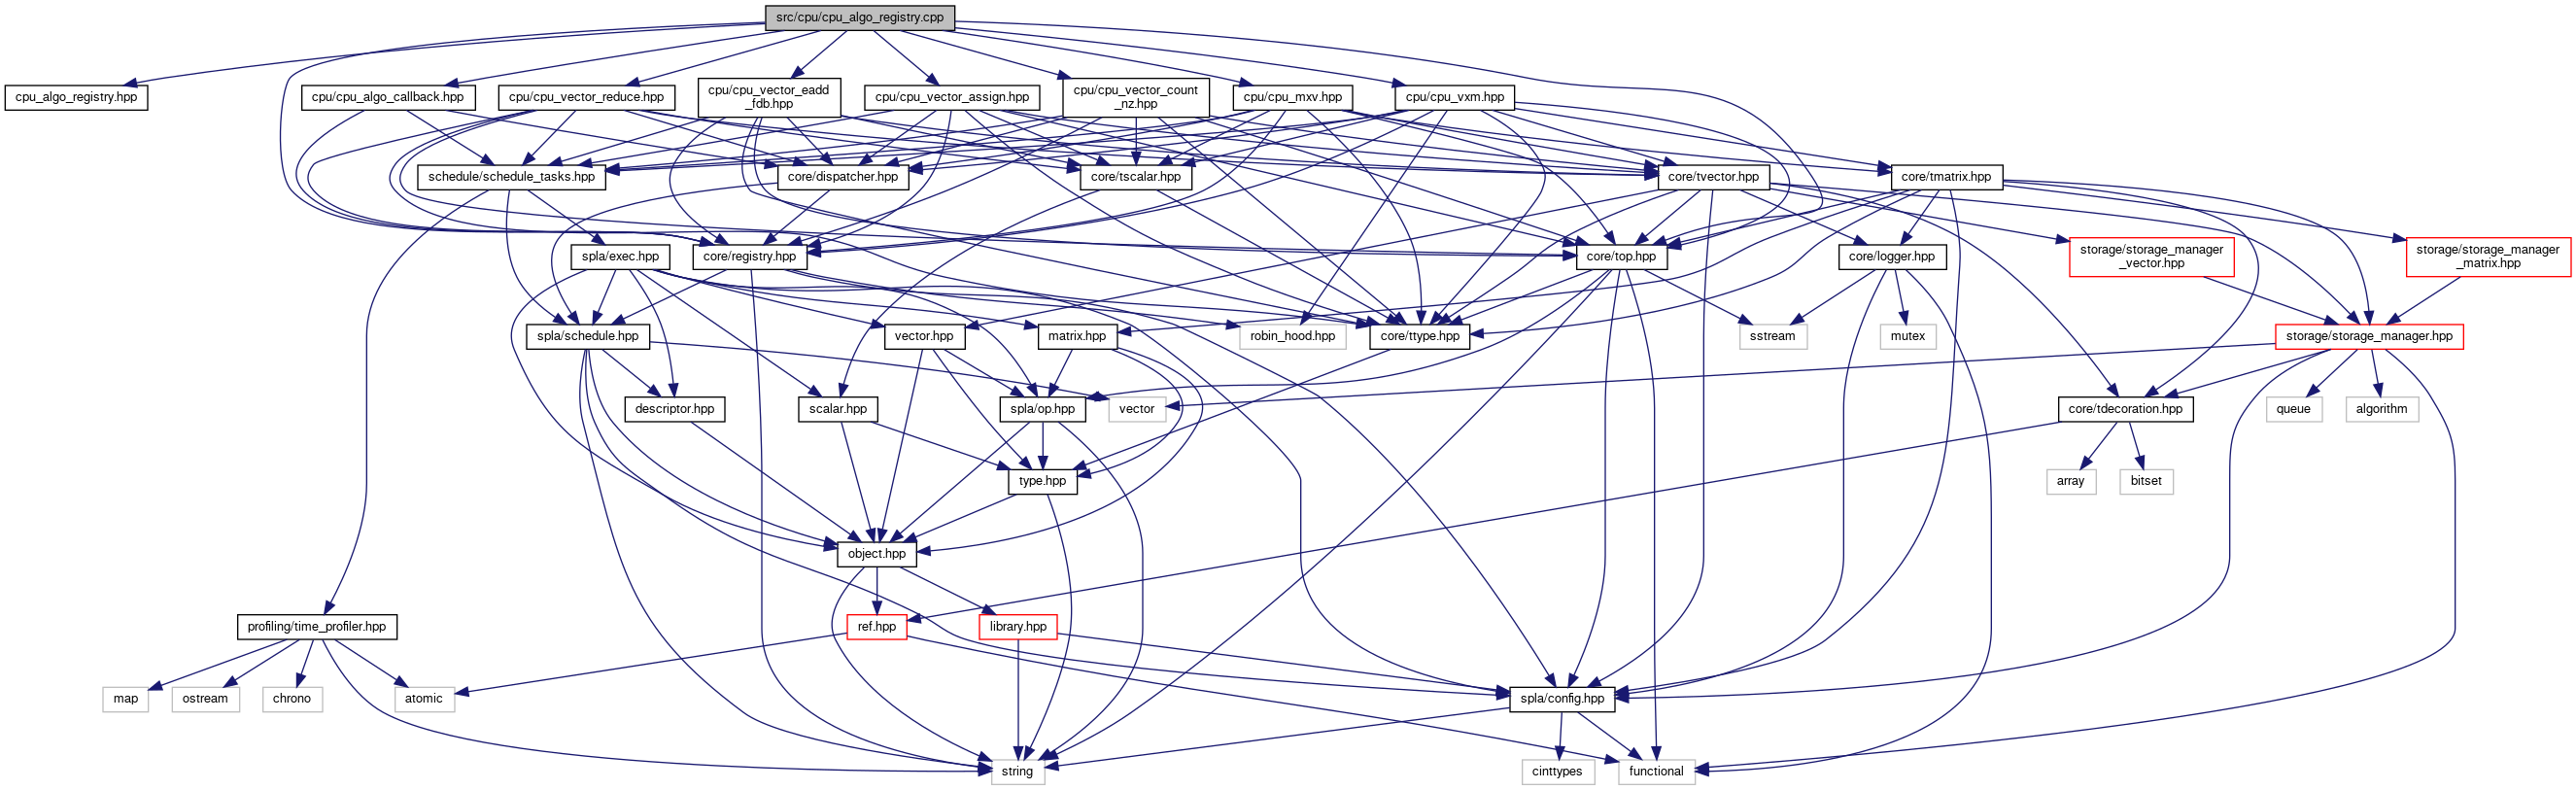 src/cpu/cpu_algo_registry.cpp
cpu_algo_registry.hpp
cpu/cpu_algo_callback.hpp
cpu/cpu_vector_reduce.hpp
cpu/cpu_vector_eadd
_fdb.hpp
cpu/cpu_vector_assign.hpp
cpu/cpu_vector_count
_nz.hpp
cpu/cpu_mxv.hpp
cpu/cpu_vxm.hpp
schedule/schedule_tasks.hpp
core/dispatcher.hpp
core/tscalar.hpp
core/tvector.hpp
core/tmatrix.hpp
spla/exec.hpp
core/registry.hpp
core/top.hpp
core/logger.hpp
storage/storage_manager
_vector.hpp
storage/storage_manager
_matrix.hpp
spla/schedule.hpp
vector.hpp
matrix.hpp
robin_hood.hpp
core/ttype.hpp
sstream
mutex
storage/storage_manager.hpp
descriptor.hpp
scalar.hpp
spla/op.hpp
vector
core/tdecoration.hpp
queue
algorithm
type.hpp
array
bitset
object.hpp
profiling/time_profiler.hpp
ref.hpp
library.hpp
map
ostream
chrono
atomic
spla/config.hpp
string
cinttypes
functional